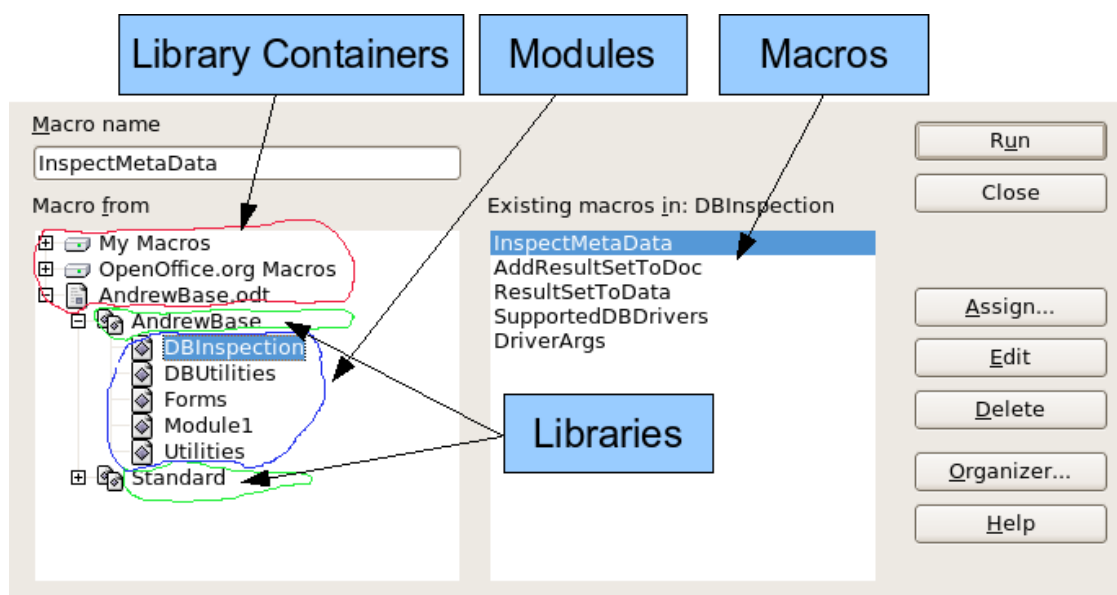 Library Containers
Modules
Macros
Macro name
InspectMetaData
Macro from
My Macros
OpenOffice.org Macros
AndrewBase.odt
AndrewBase
DBInspection
DBUtilities
Forms
Module1
Utilities
Standard
Existing macros in: DBInspection
InspectMetaData
AddResultSetToDoc
ResultSetToData
SupportedDBDrivers
DriverArgs
Libraries
Run
Close
Assign...
Edit
Delete
Organizer...
Help